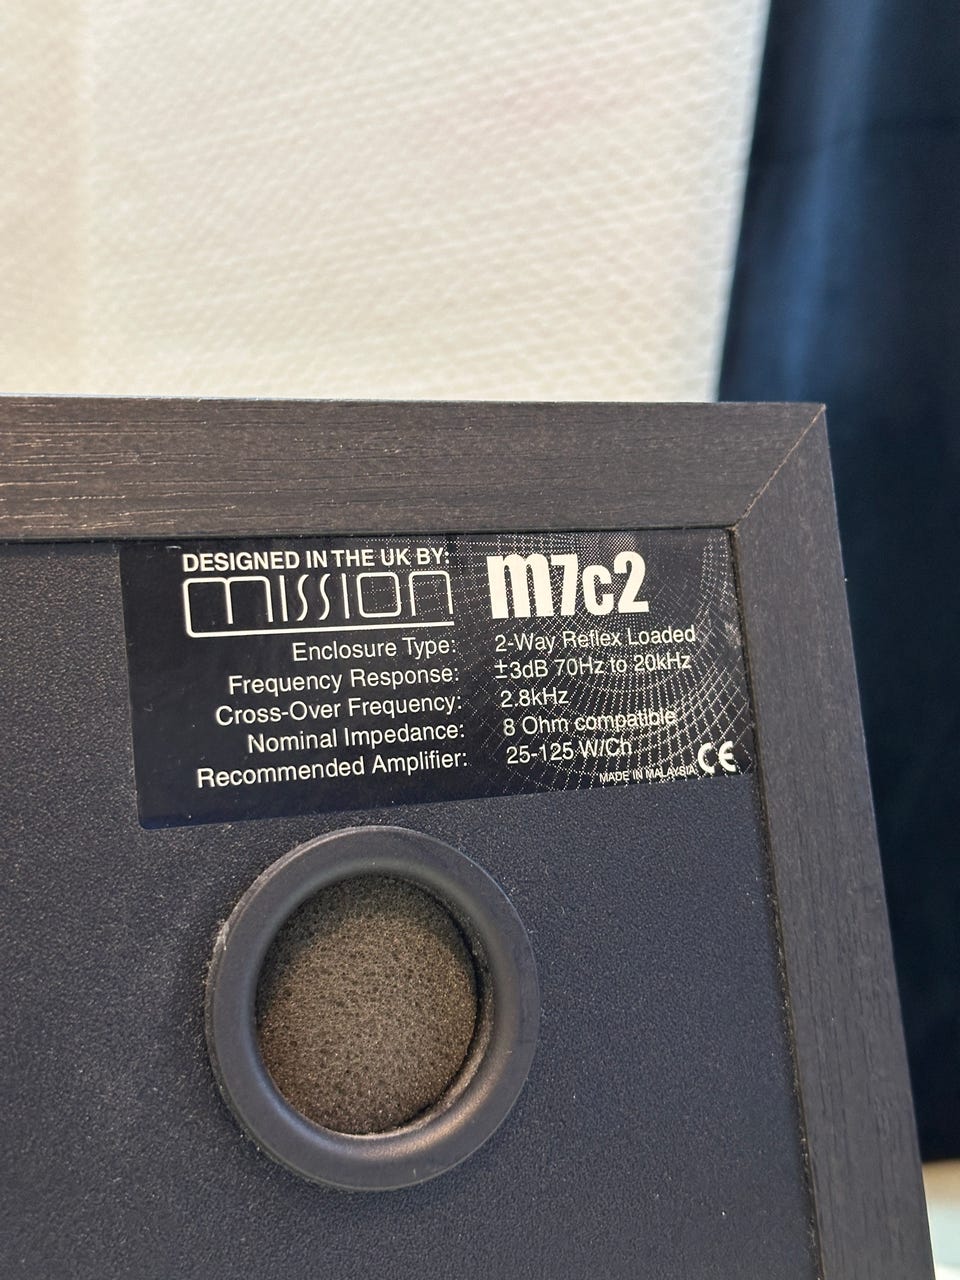 DESIGNED IN THE UK BY:
mission m7c2
Enclosure Type: 2-Way Reflex Loaded
Frequency Response: ±3dB 70Hz to 20kHz
Cross-Over Frequency: 2.8kHz
Nominal Impedance: 8 Ohm compatible
Recommended Amplifier: 25-125 W/Ch
MADE IN MALAYSIA CE